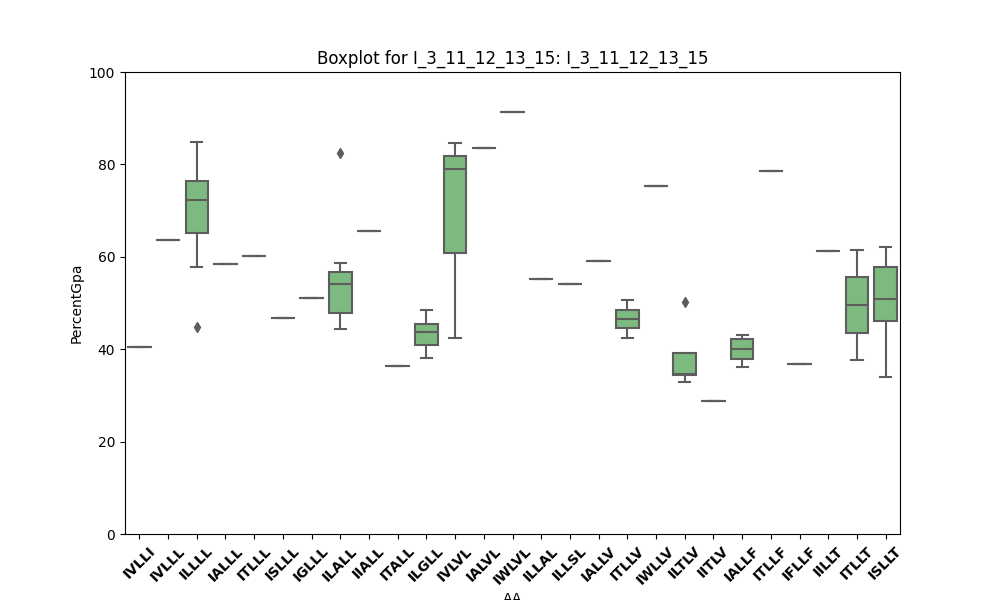 Boxplot for I_3_11_12_13_15: I_3_11_12_13_15
PercentGpa
100
80
60
40
20
0
IVLLI IVLLL ILLLL IALLL ITLLL ISLLL IGLLL ILALL IIALL ITALL ILGLL IVLVL IALVL IWLVL ILLAL ILLSL IALLV ITLLV IWLLV ILTLV IITLV IALLF ITLLF IFLLF IILLT ITLLT ISLLT
AA